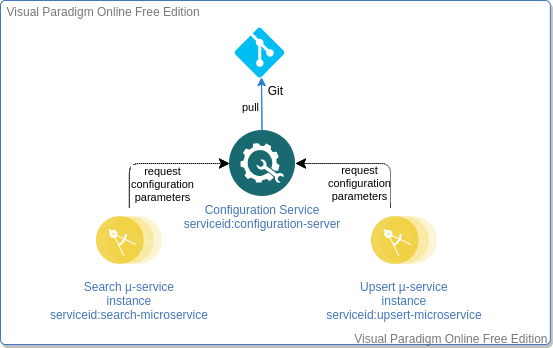 Visual Paradigm Online Free Edition
Git
pull
request
configuration
parameters
request
configuration
parameters
Configuration Service
serviceid:configuration-server
Search µ-service
instance
serviceid:search-microservice
Upsert µ-service
instance
serviceid:upsert-microservice
Visual Paradigm Online Free Edition